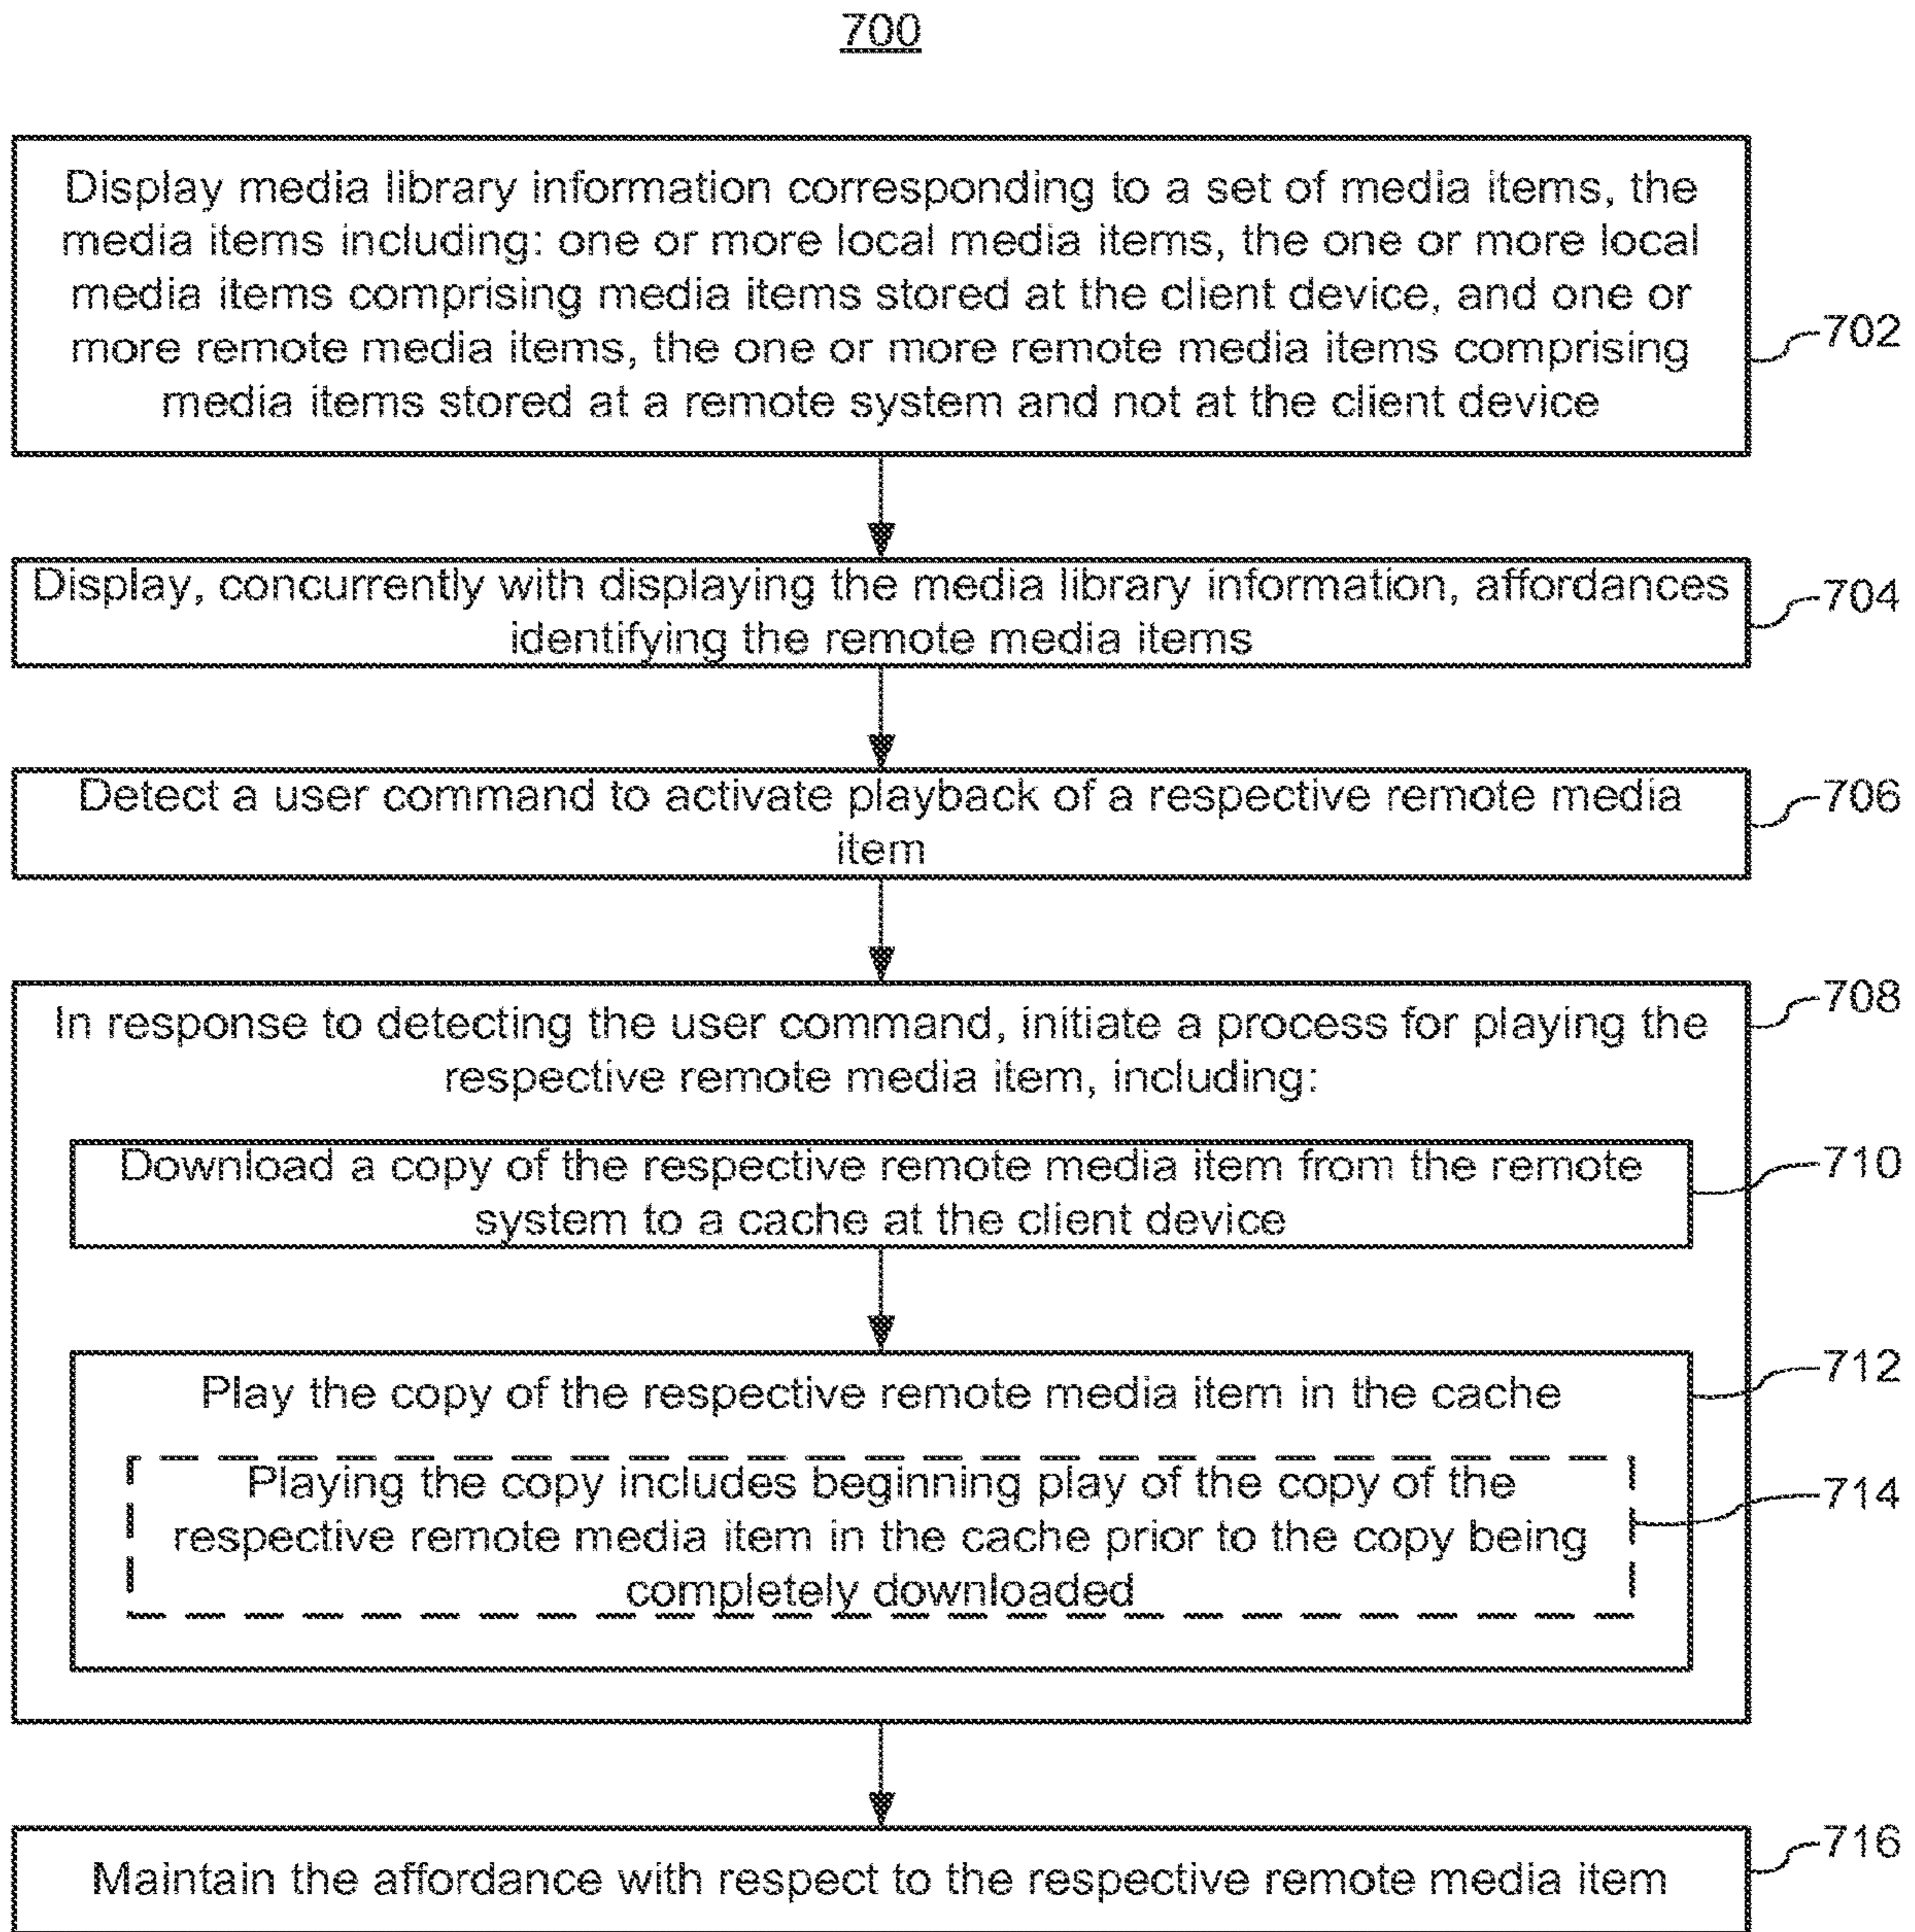 700
Display media library information corresponding to a set of media items, the
media items including: one or more local media items, the one or more local
media items comprising media items stored at the client device, and one or
more remote media items, the one or more remote media items comprising
media items stored at a remote system and not at the client device
702
Display, concurrently with displaying the media library information, affordances
identifying the remote media items
704
Detect a user command to activate playback of a respective remote media
item
706
In response to detecting the user command, initiate a process for playing the
respective remote media item, including:
708
Download a copy of the respective remote media item from the remote
system to a cache at the client device
710
Play the copy of the respective remote media item in the cache
712
Playing the copy includes beginning play of the copy of the
respective remote media item in the cache prior to the copy being
completely downloaded
714
Maintain the affordance with respect to the respective remote media item
716